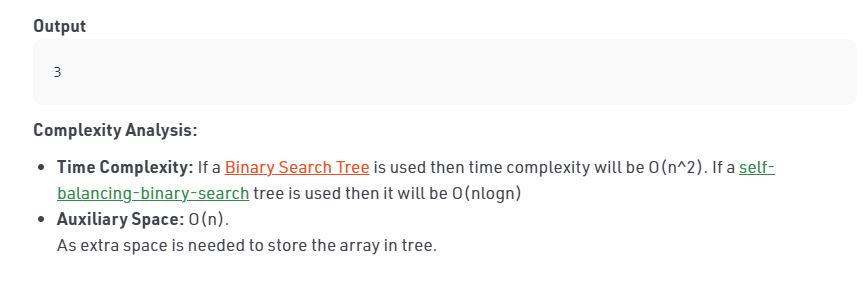 Output
3
Complexity Analysis:
• Time Complexity: If a Binary Search Tree is used then time complexity will be O(n^2). If a self-
balancing-binary-search tree is used then it will be O(nlogn)
• Auxiliary Space: O(n).
As extra space is needed to store the array in tree.